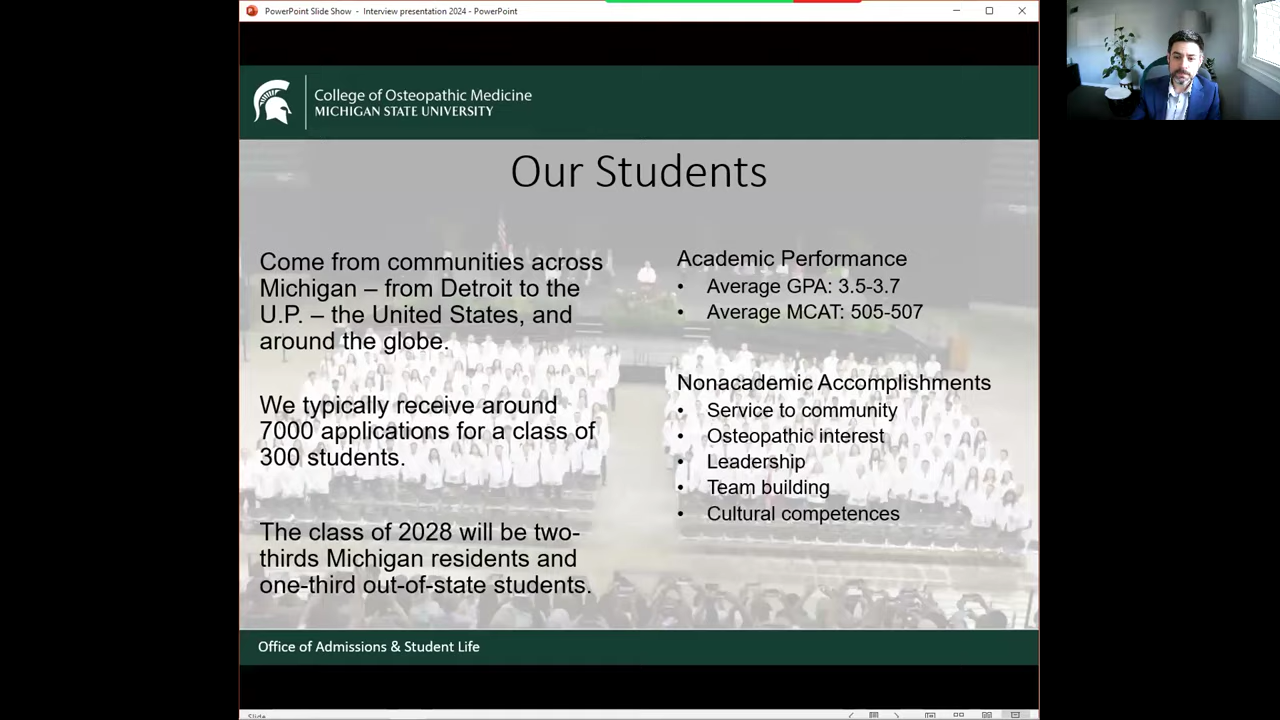 PowerPoint Slide Show - Interview presentation 2024 - PowerPoint
College of Osteopathic Medicine
MICHIGAN STATE UNIVERSITY
Our Students
Come from communities across
Michigan – from Detroit to the
U.P. – the United States, and
around the globe.
We typically receive around
7000 applications for a class of
300 students.
The class of 2028 will be two-
thirds Michigan residents and
one-third out-of-state students.
Academic Performance
• Average GPA: 3.5-3.7
• Average MCAT: 505-507
Nonacademic Accomplishments
• Service to community
• Osteopathic interest
• Leadership
• Team building
• Cultural competences
Office of Admissions & Student Life
Slide